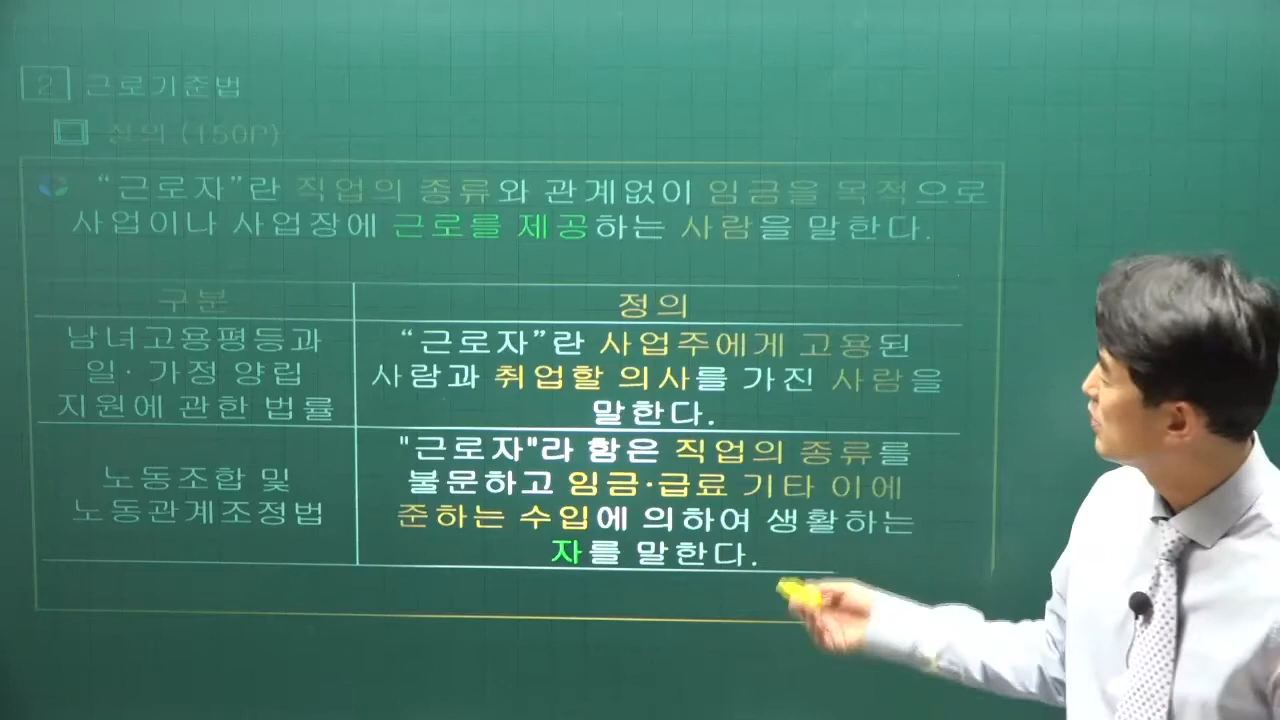 2 근로기준법
정의 (150P)
“근로자”란 직업의 종류와 관계없이 임금을 목적으로
사업이나 사업장에 근로를 제공하는 사람을 말한다.
구분
정의
남녀고용평등과
일·가정 양립
지원에 관한 법률
“근로자”란 사업주에게 고용된
사람과 취업할 의사를 가진 사람을
말한다.
노동조합 및
노동관계조정법
"근로자"라 함은 직업의 종류를
불문하고 임금·급료 기타 이에
준하는 수입에 의하여 생활하는
자를 말한다.